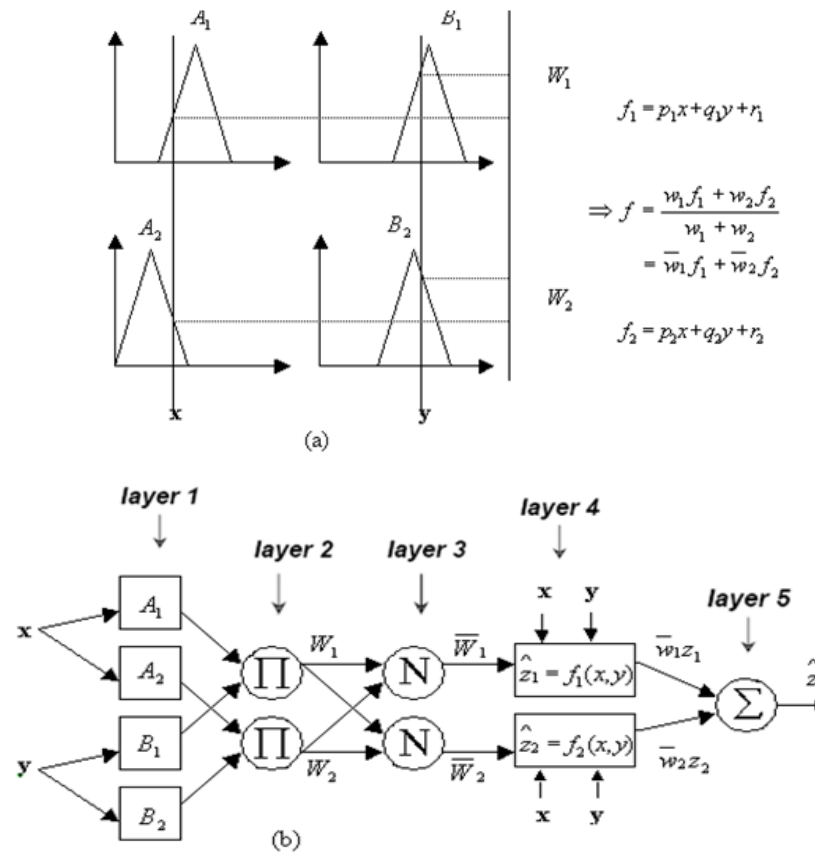 A₁
B₁
W₁
f₁ = p₁x+q₁y+r₁
⇒ f = (w₁f₁ + w₂f₂) / (w₁ + w₂)
= w̅₁f₁ + w̅₂f₂
A₂
B₂
W₂
f₂ = p₂x+q₂y+r₂
x
y
(a)
layer 1
layer 2
layer 3
layer 4
layer 5
x
y
x
A₁
A₂
y
B₁
B₂
Π
Π
W₁
W₂
N
N
W̅₁
W̅₂
ẑ₁ = f₁(x,y)
ẑ₂ = f₂(x,y)
x
y
w̅₁z₁
w̅₂z₂
Σ
ẑ
(b)